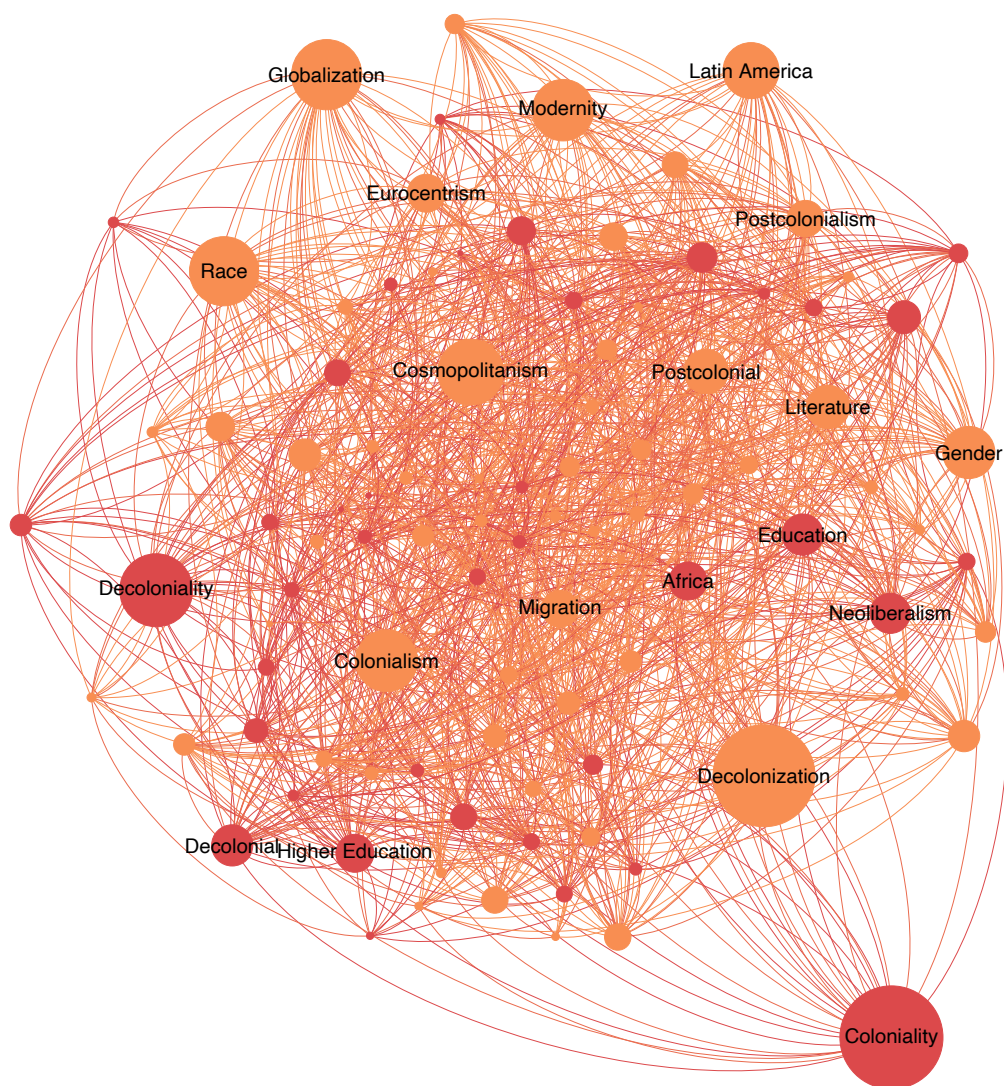 Globalization
Latin America
Modernity
Eurocentrism
Postcolonialism
Race
Cosmopolitanism
Postcolonial
Literature
Gender
Education
Africa
Decoloniality
Migration
Neoliberalism
Colonialism
Decolonization
Decolonial
Higher Education
Coloniality